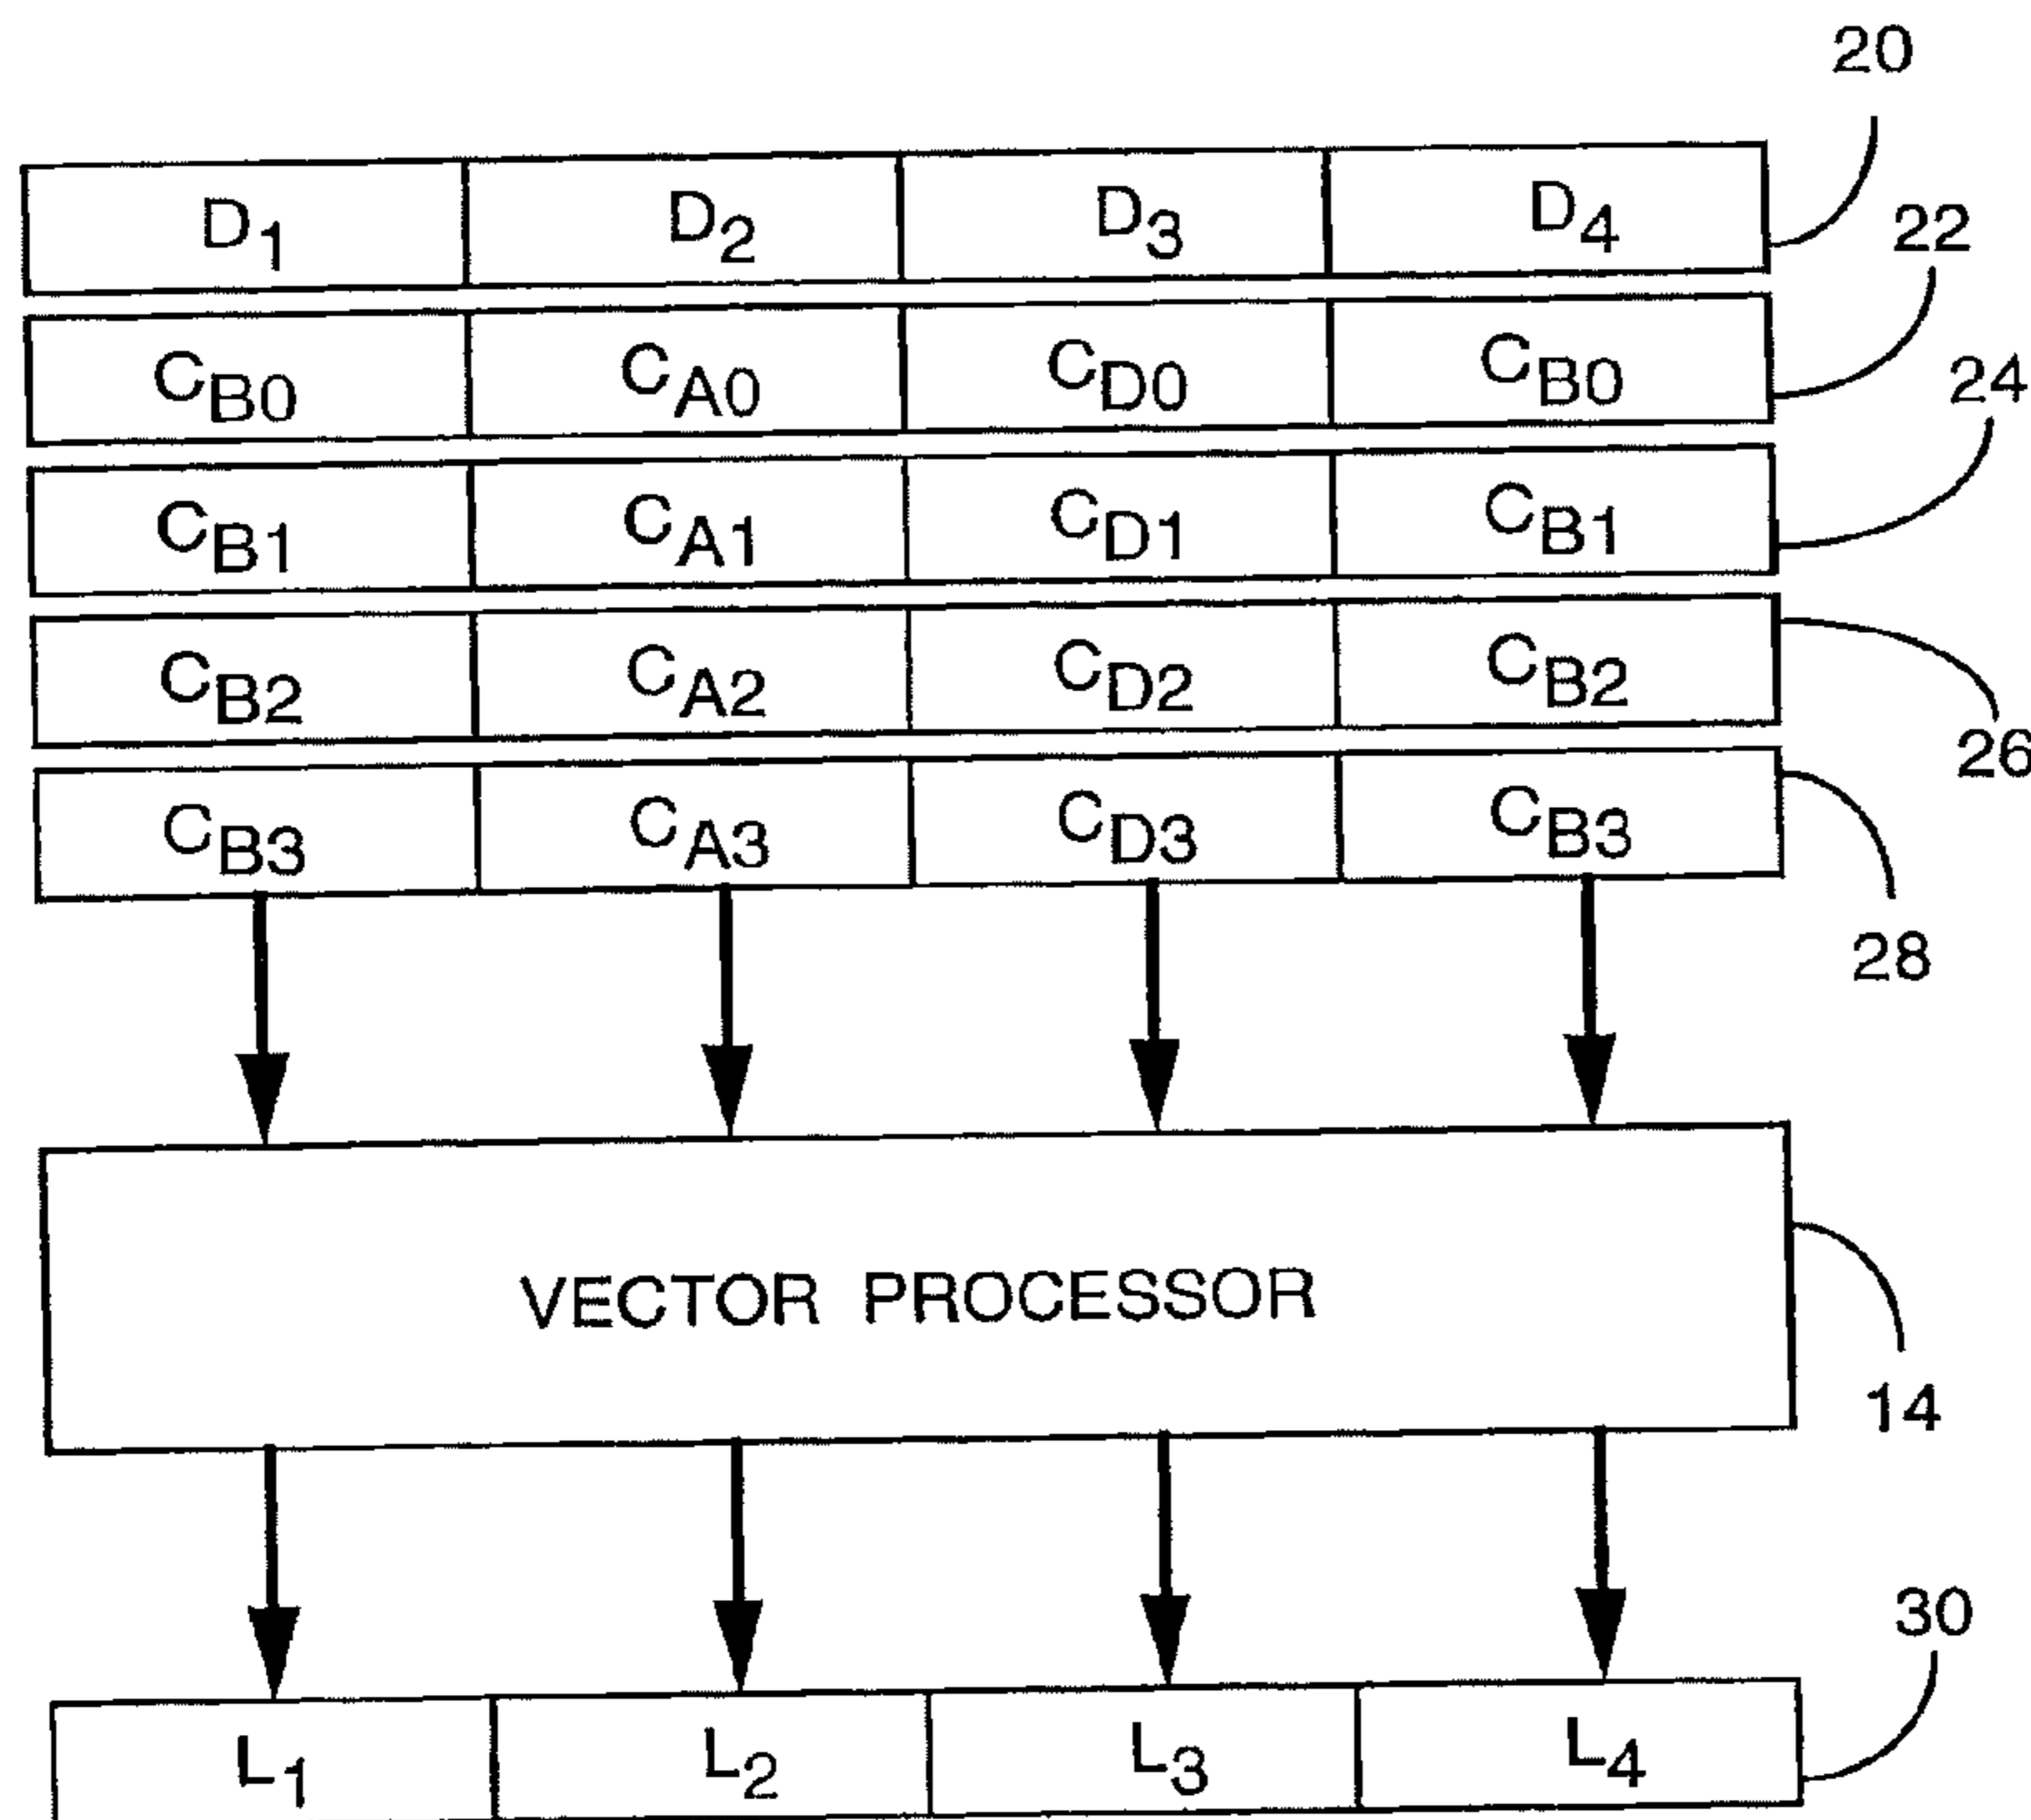 20
D1 D2 D3 D4
22
CB0 CA0 CD0 CB0
24
CB1 CA1 CD1 CB1
CB2 CA2 CD2 CB2
26
CB3 CA3 CD3 CB3
28
VECTOR PROCESSOR
14
30
L1 L2 L3 L4